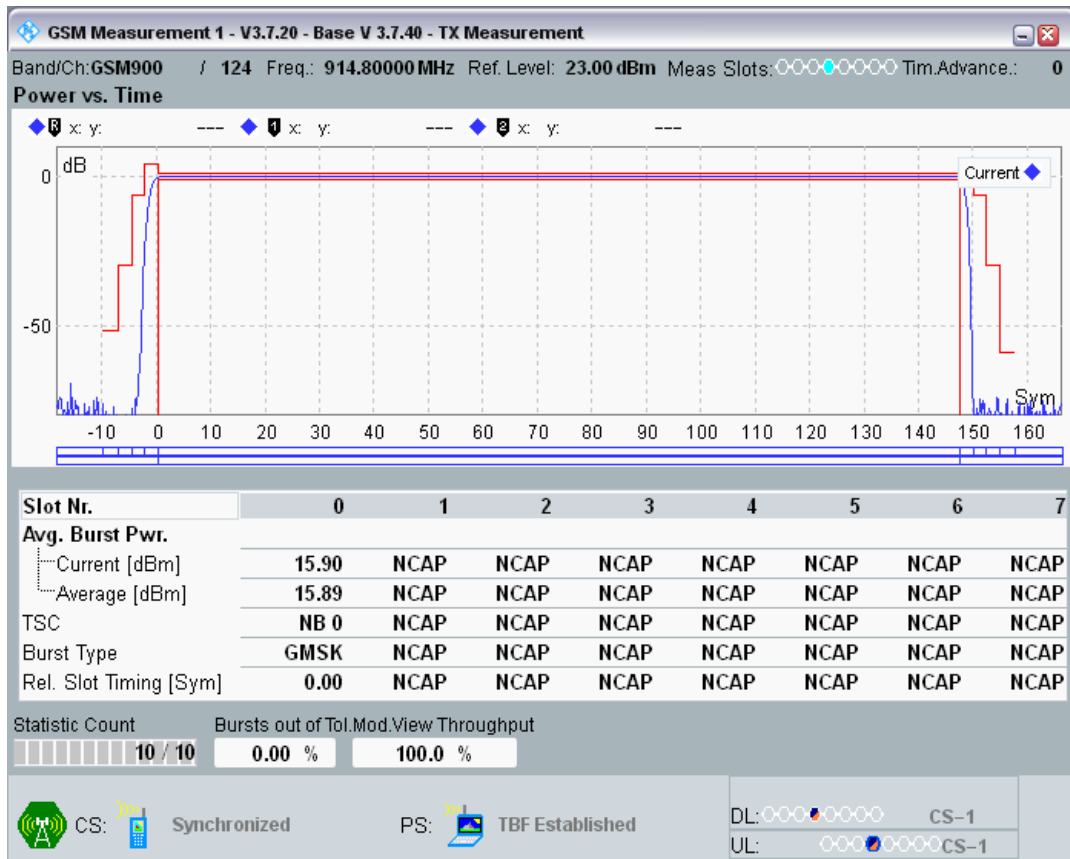 GSM Measurement 1 - V3.7.20 - Base V 3.7.40 - TX Measurement
Band/Ch:GSM900 / 124 Freq.: 914.80000 MHz Ref. Level: 23.00 dBm Meas Slots: Tim.Advance.: 0
Power vs. Time
R x: y: --- 1 x: y: --- 2 x: y: ---
dB
Current
0
-50
Sym
-10 0 10 20 30 40 50 60 70 80 90 100 110 120 130 140 150 160
Slot Nr. 0 1 2 3 4 5 6 7
Avg. Burst Pwr.
Current [dBm] 15.90 NCAP NCAP NCAP NCAP NCAP NCAP NCAP
Average [dBm] 15.89 NCAP NCAP NCAP NCAP NCAP NCAP NCAP
TSC NB 0 NCAP NCAP NCAP NCAP NCAP NCAP NCAP
Burst Type GMSK NCAP NCAP NCAP NCAP NCAP NCAP NCAP
Rel. Slot Timing [Sym] 0.00 NCAP NCAP NCAP NCAP NCAP NCAP NCAP
Statistic Count Bursts out of Tol.Mod.View Throughput
10 / 10 0.00 % 100.0 %
CS: Synchronized PS: TBF Established DL: CS-1
UL: CS-1